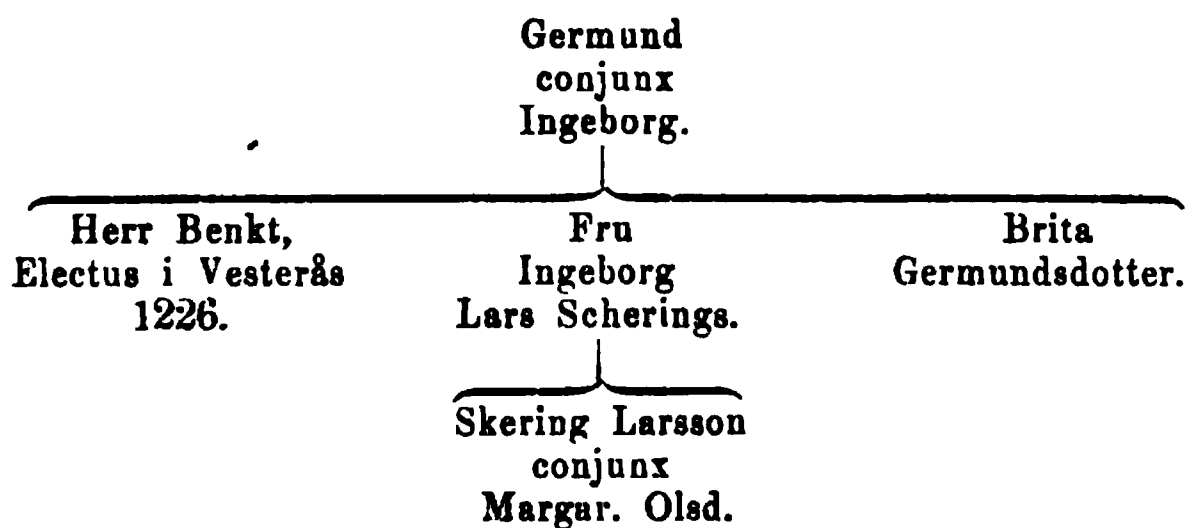 Germund
conjunx
Ingeborg.
Herr Benkt,
Electus i Vesterås
1226.
Fru
Ingeborg
Lars Scherings.
Brita
Germundsdotter.
Skering Larsson
conjunx
Margar. Olsd.